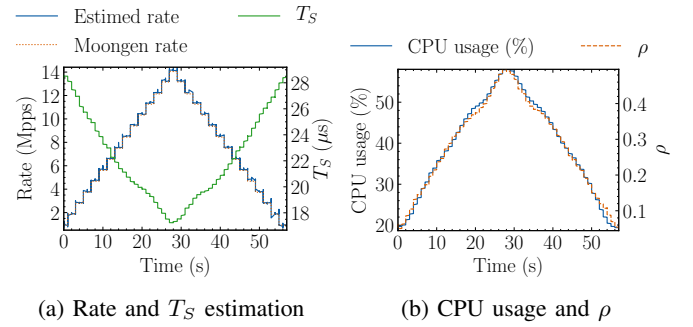 Estimed rate
T_S
Moongen rate
CPU usage (%)
ρ
14
12
10
8
6
4
2
Rate (Mpps)
28
26
24
22
20
18
T_S (μs)
0 10 20 30 40 50
Time (s)
50
40
30
20
CPU usage (%)
0.4
0.3
0.2
0.1
ρ
0 10 20 30 40 50
Time (s)
(a) Rate and T_S estimation
(b) CPU usage and ρ